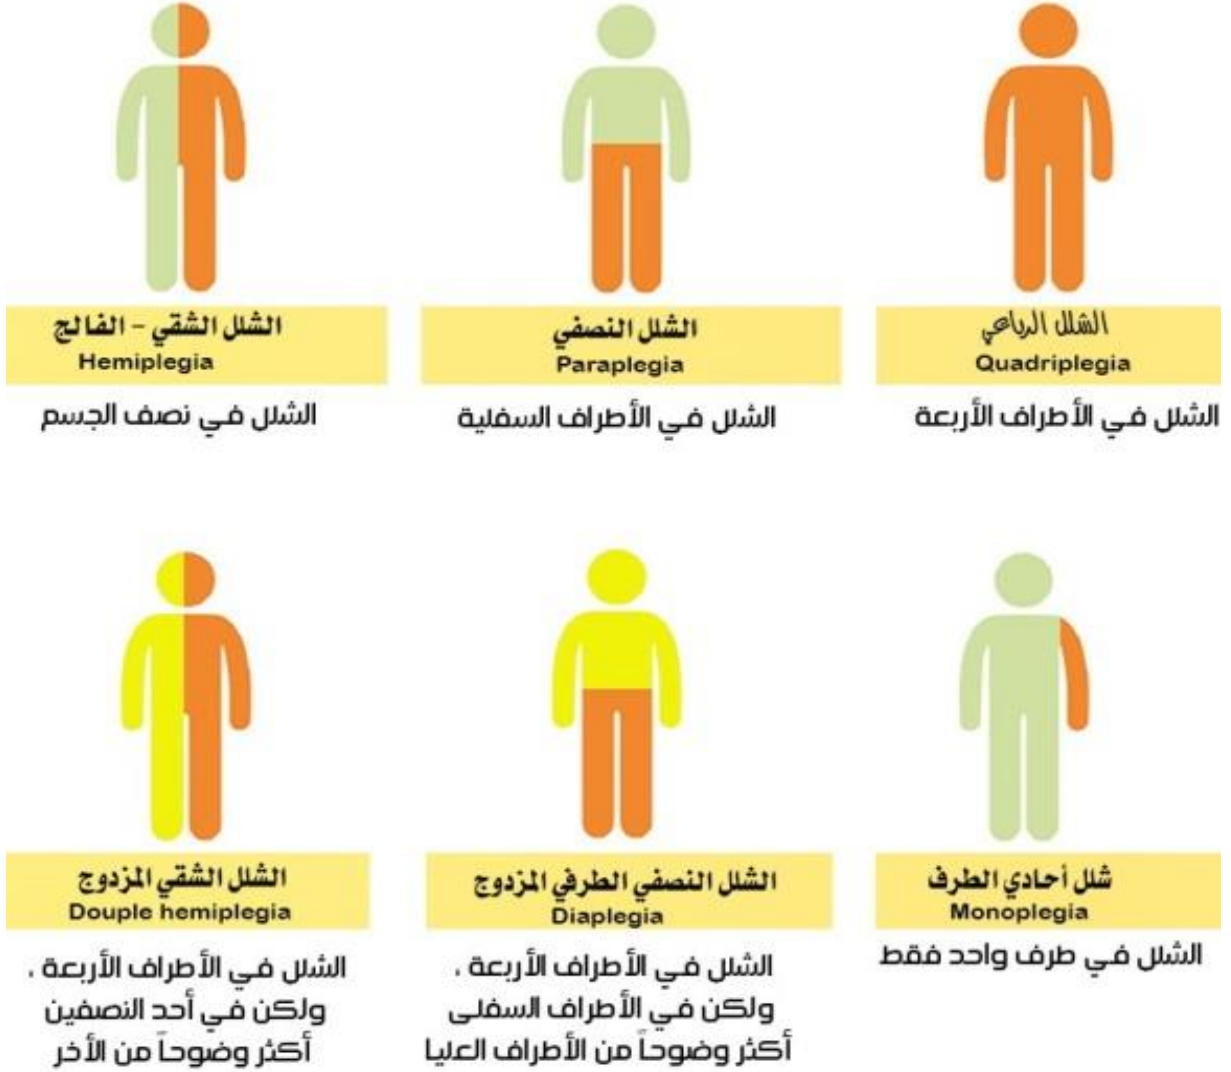 الشلل الرباعي
Quadriplegia
الشلل في الأطراف الأربعة
الشلل النصفي
Paraplegia
الشلل في الأطراف السفلية
الشلل الشقي - الفالج
Hemiplegia
الشلل في نصف الجسم
شلل أحادي الطرف
Monoplegia
الشلل في طرف واحد فقط
الشلل النصفي الطرفي المزدوج
Diaplegia
الشلل في الأطراف الأربعة ،
ولكن في الأطراف السفلى
أكثر وضوحاً من الأطراف العليا
الشلل الشقي المزدوج
Douple hemiplegia
الشلل في الأطراف الأربعة ،
ولكن في أحد النصفين
أكثر وضوحاً من الأخر